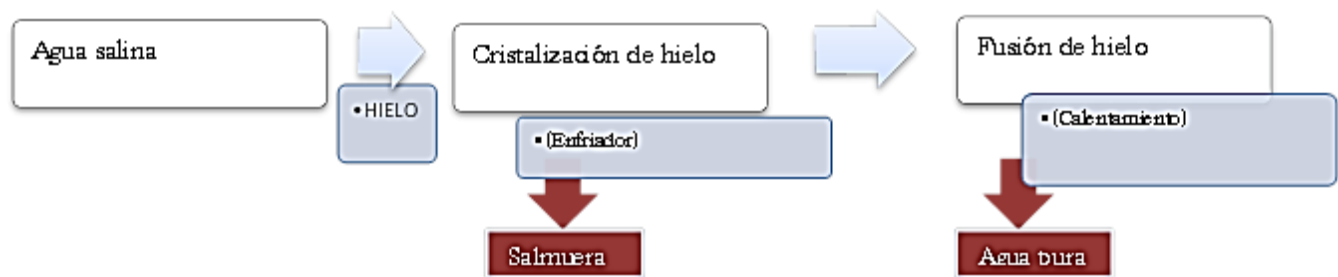 Agua salina
•HIELO
Cristalización de hielo
▪(Enfriador)
Salmuera
Fusión de hielo
▪(Calentamiento)
Agua pura